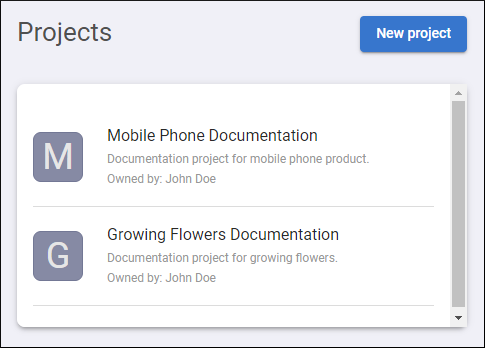 Projects
New project
M
Mobile Phone Documentation
Documentation project for mobile phone product.
Owned by: John Doe
G
Growing Flowers Documentation
Documentation project for growing flowers.
Owned by: John Doe